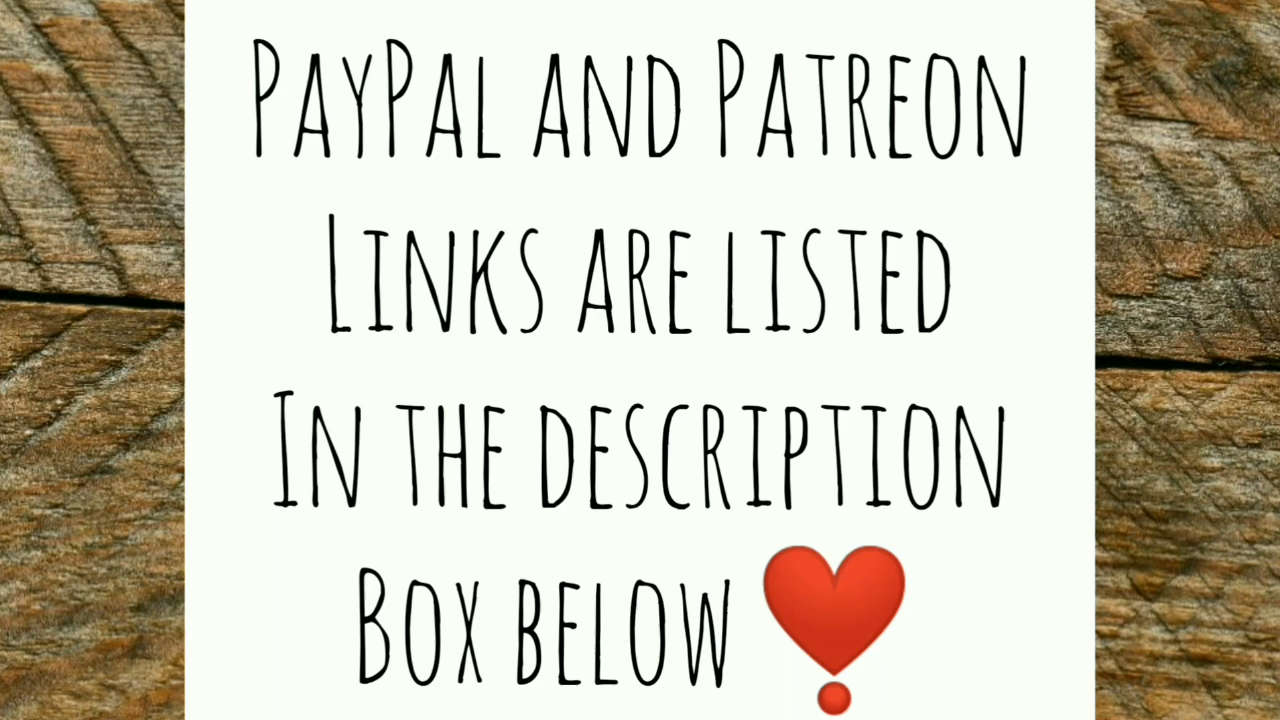 PayPal and Patreon
Links are listed
In the description
Box below ❣️